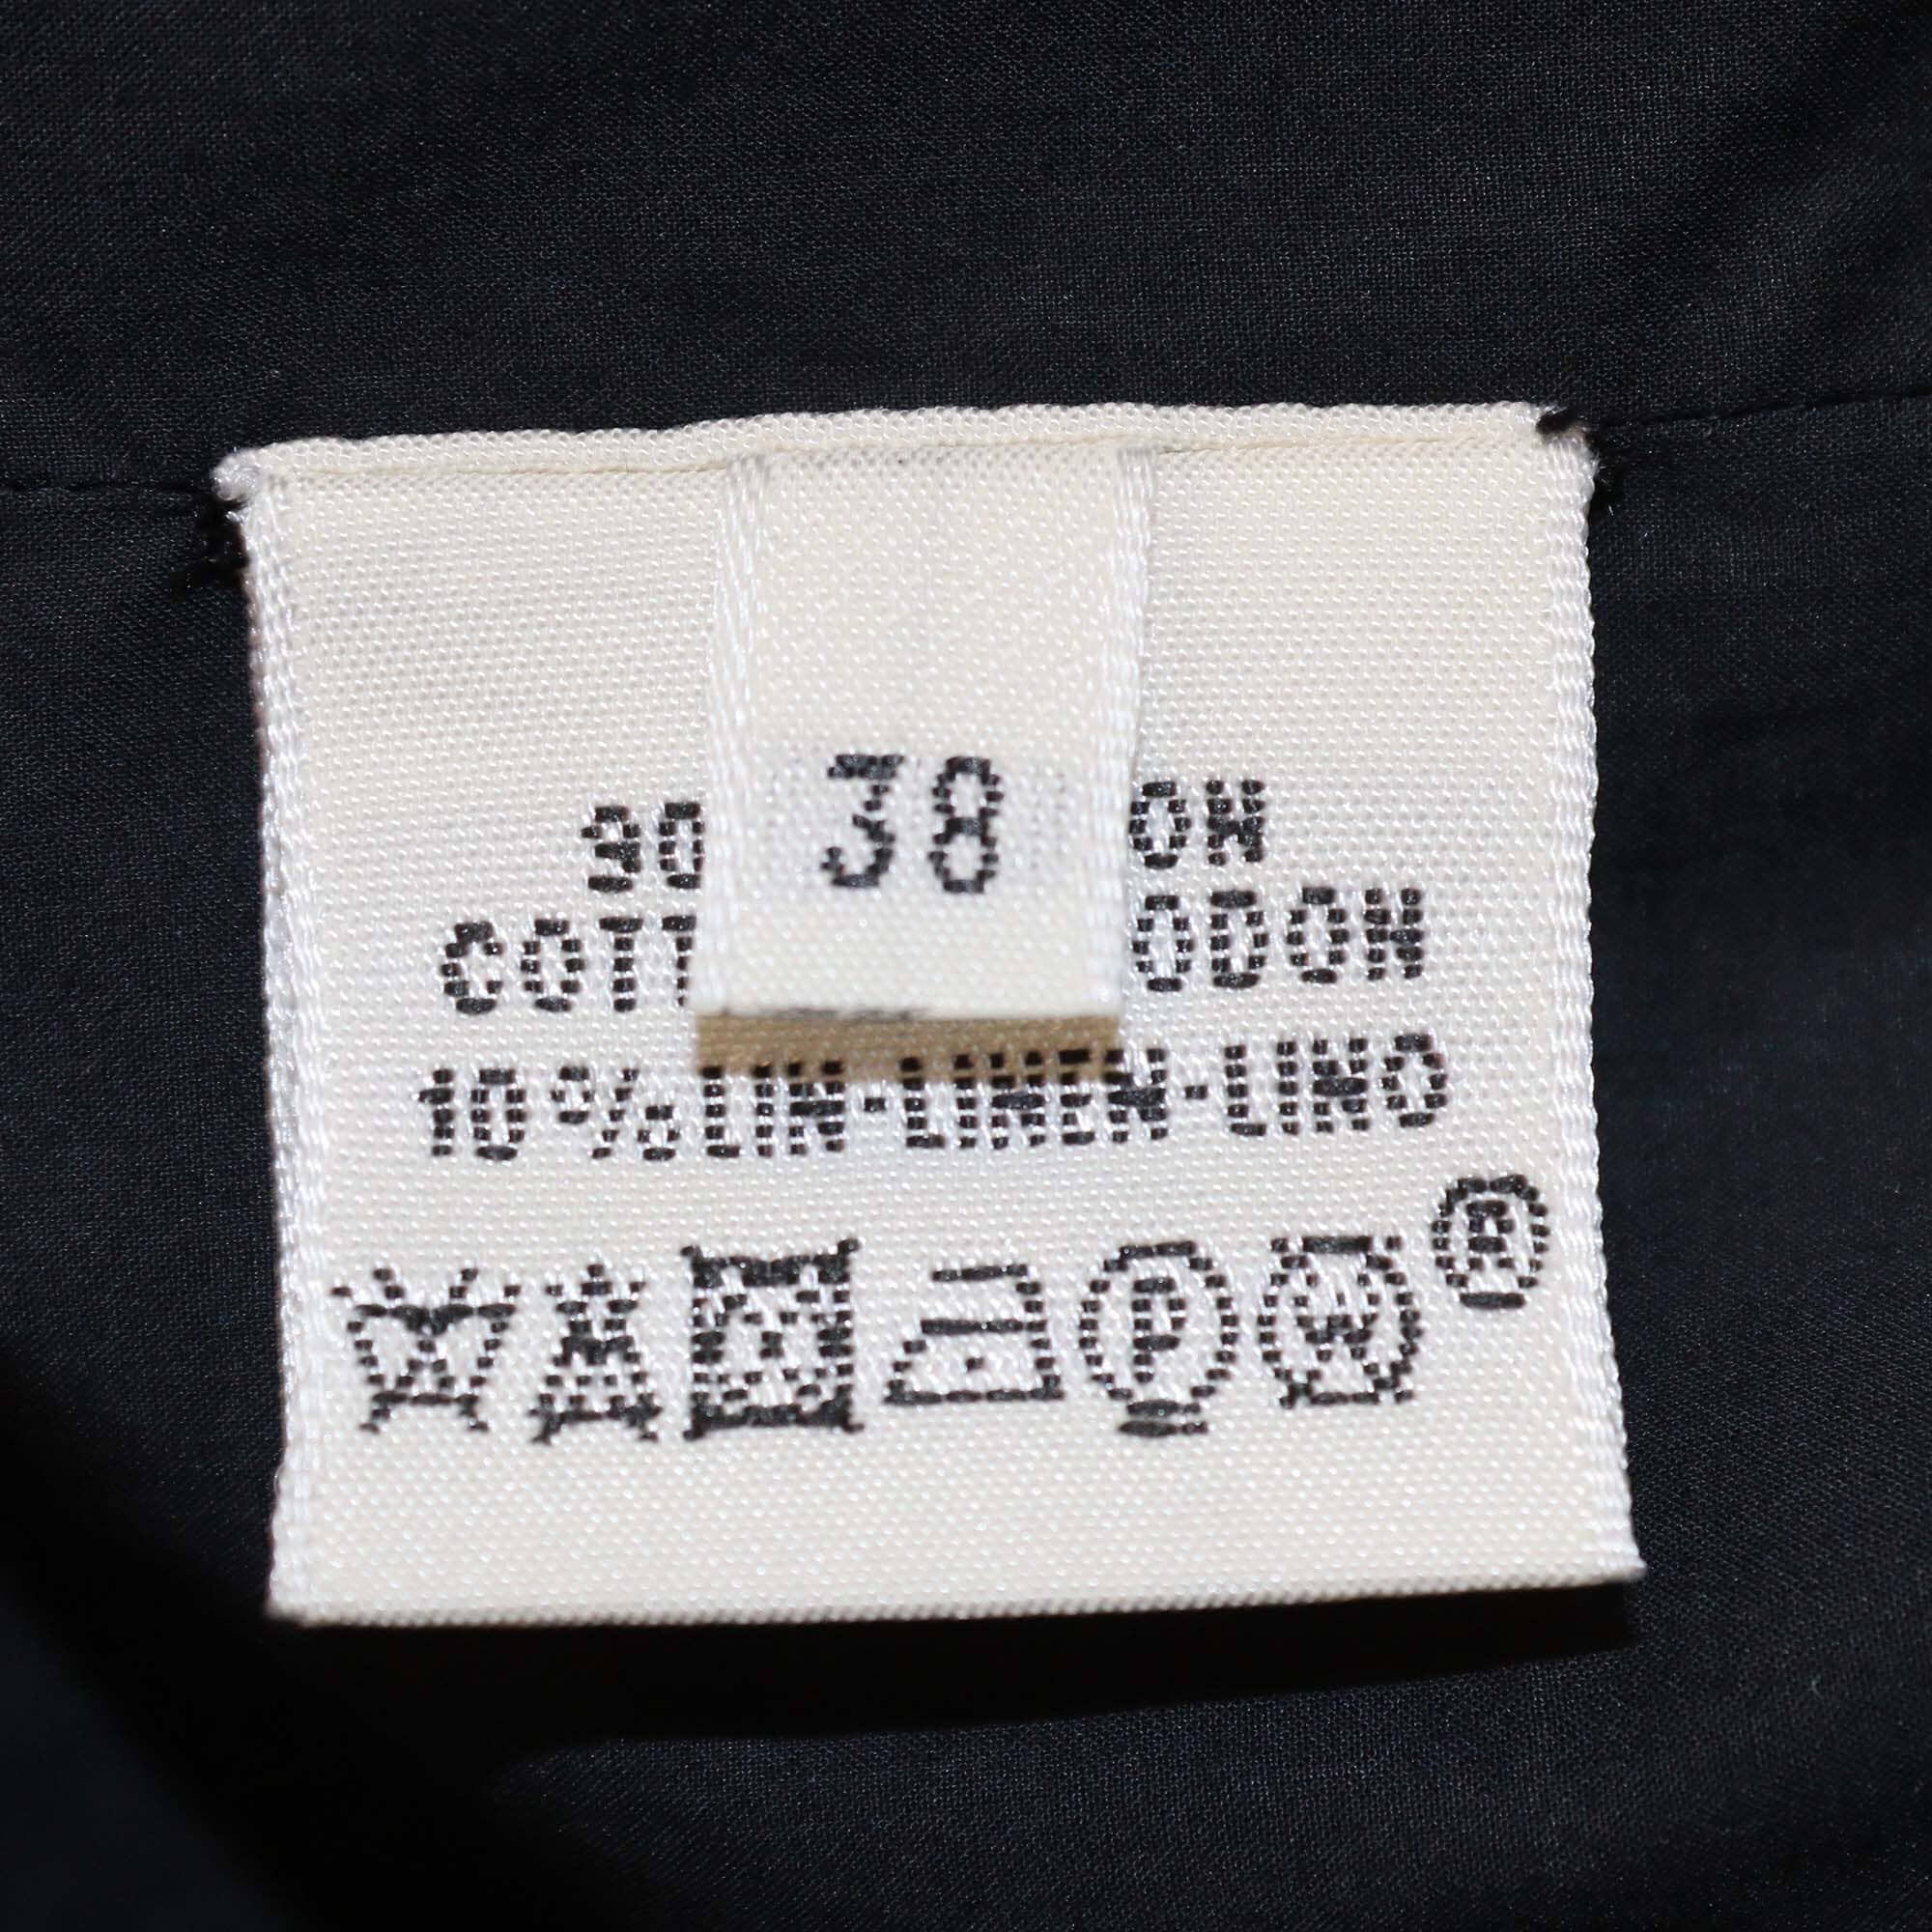 38
90 ON
COTT ODON
10%LIN-LINEN-LINO
P W ®